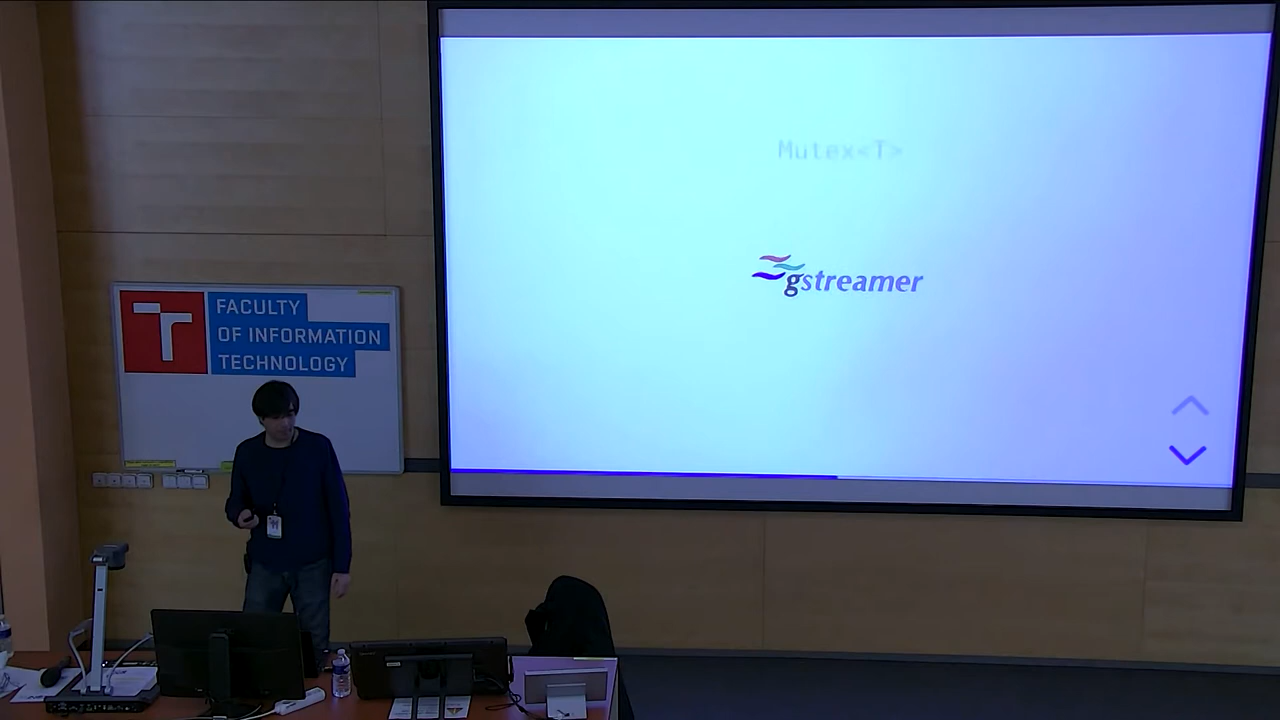 Mutex<T>
gstreamer
FACULTY
OF INFORMATION
TECHNOLOGY